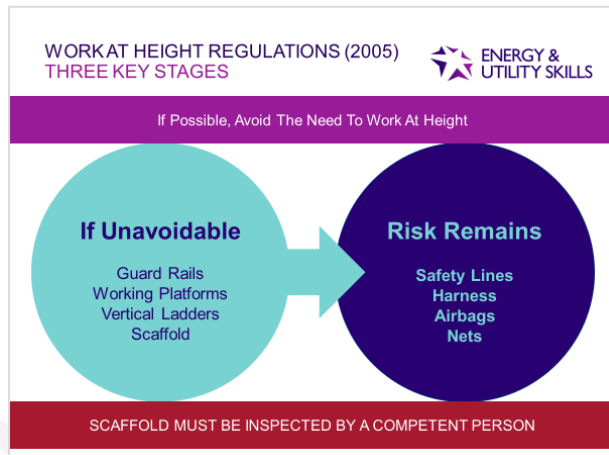 WORK AT HEIGHT REGULATIONS (2005)
THREE KEY STAGES
ENERGY &
UTILITY SKILLS
If Possible, Avoid The Need To Work At Height
If Unavoidable
Guard Rails
Working Platforms
Vertical Ladders
Scaffold
Risk Remains
Safety Lines
Harness
Airbags
Nets
SCAFFOLD MUST BE INSPECTED BY A COMPETENT PERSON